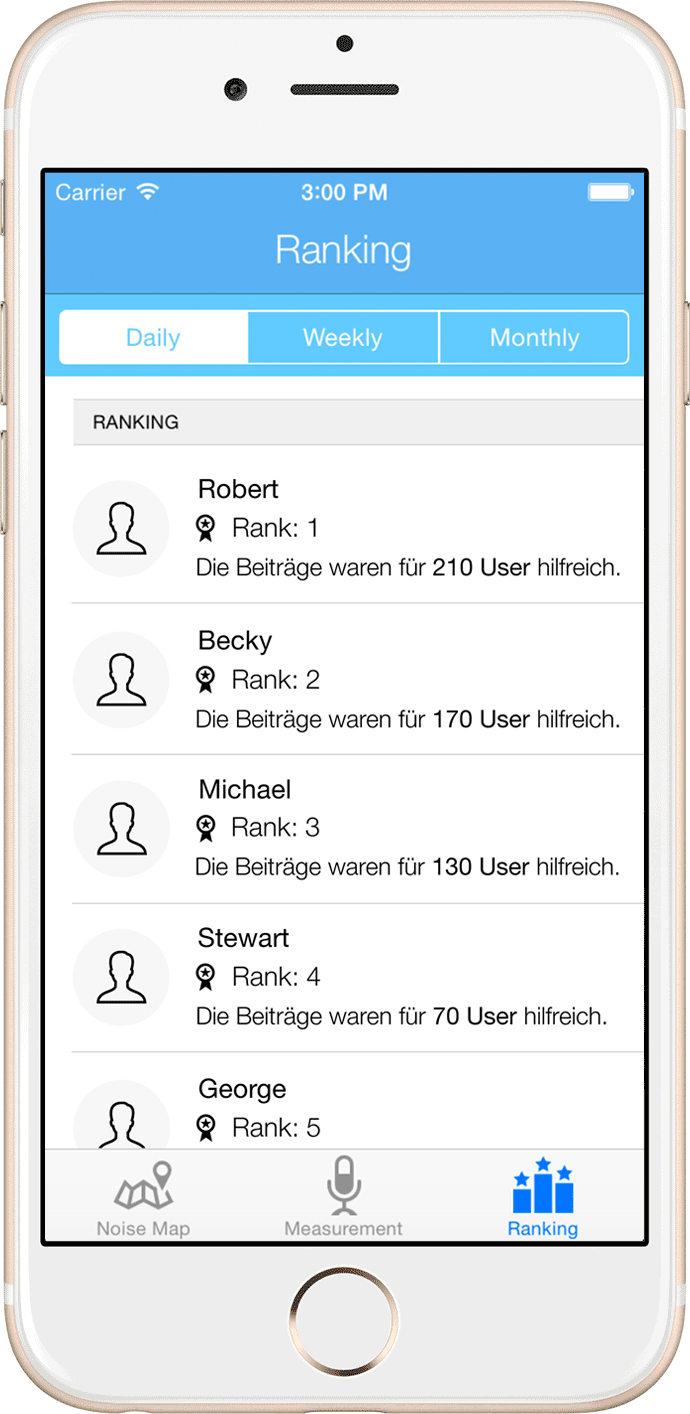 Carrier 3:00 PM
Ranking
Daily Weekly Monthly
RANKING
Robert
Rank: 1
Die Beiträge waren für 210 User hilfreich.
Becky
Rank: 2
Die Beiträge waren für 170 User hilfreich.
Michael
Rank: 3
Die Beiträge waren für 130 User hilfreich.
Stewart
Rank: 4
Die Beiträge waren für 70 User hilfreich.
George
Rank: 5
Noise Map Measurement Ranking